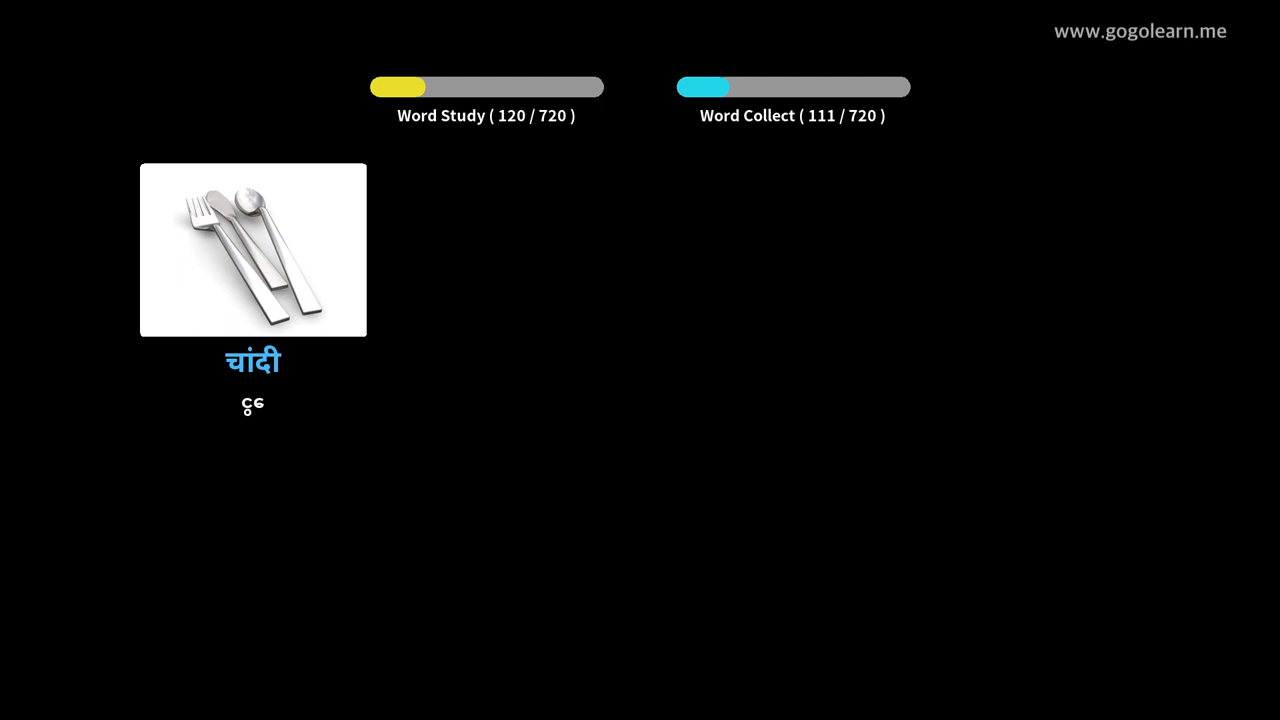 www.gogolearn.me
Word Study ( 120 / 720 )
Word Collect ( 111 / 720 )
चांदी
ငွေ